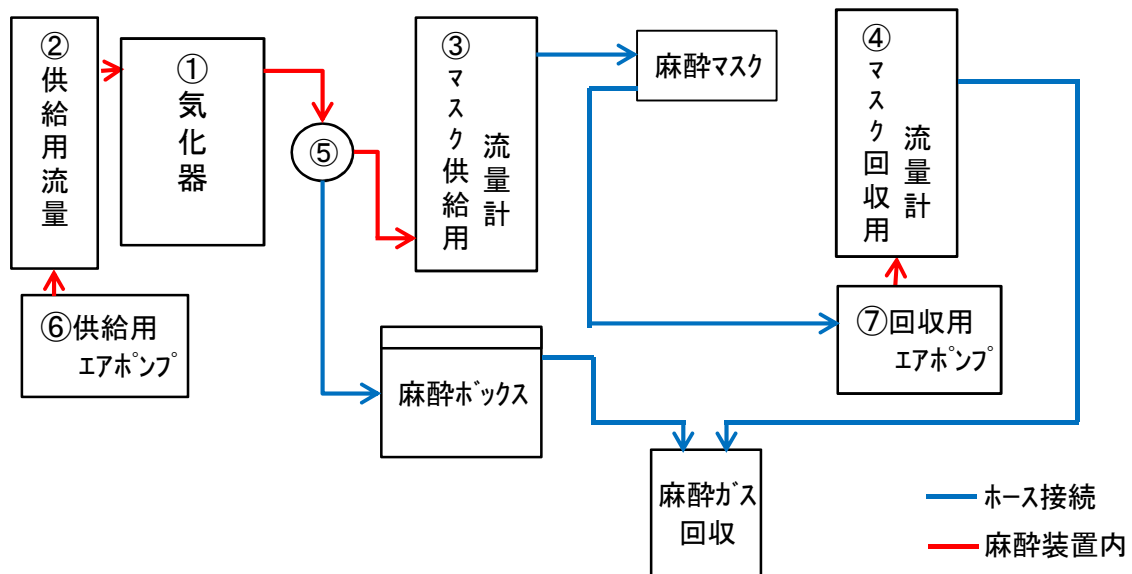 ②供給用流量
①気化器
③マスク供給用
流量計
麻酔マスク
④マスク回収用
流量計
⑤
⑥供給用
エアポンプ
⑦回収用
エアポンプ
麻酔ボックス
麻酔ガス
回収
ホース接続
麻酔装置内